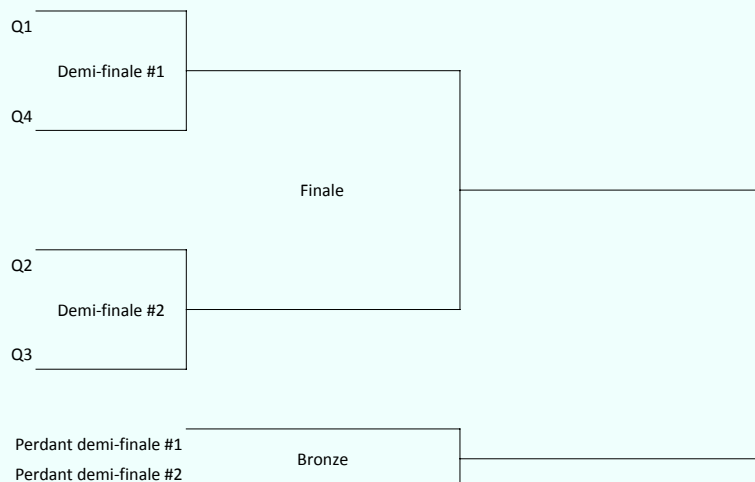 Q1
Demi-finale #1
Q4
Finale
Q2
Demi-finale #2
Q3
Perdant demi-finale #1
Bronze
Perdant demi-finale #2